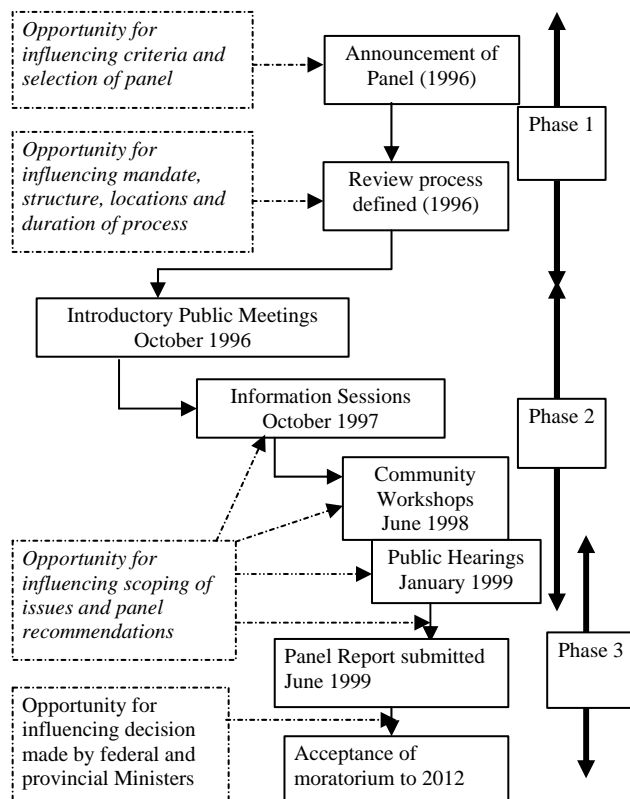 Opportunity for
influencing criteria and
selection of panel
Announcement of
Panel (1996)
Phase 1
Opportunity for
influencing mandate,
structure, locations and
duration of process
Review process
defined (1996)
Introductory Public Meetings
October 1996
Information Sessions
October 1997
Phase 2
Community
Workshops
June 1998
Public Hearings
January 1999
Opportunity for
influencing scoping of
issues and panel
recommendations
Panel Report submitted
June 1999
Phase 3
Opportunity for
influencing decision
made by federal and
provincial Ministers
Acceptance of
moratorium to 2012